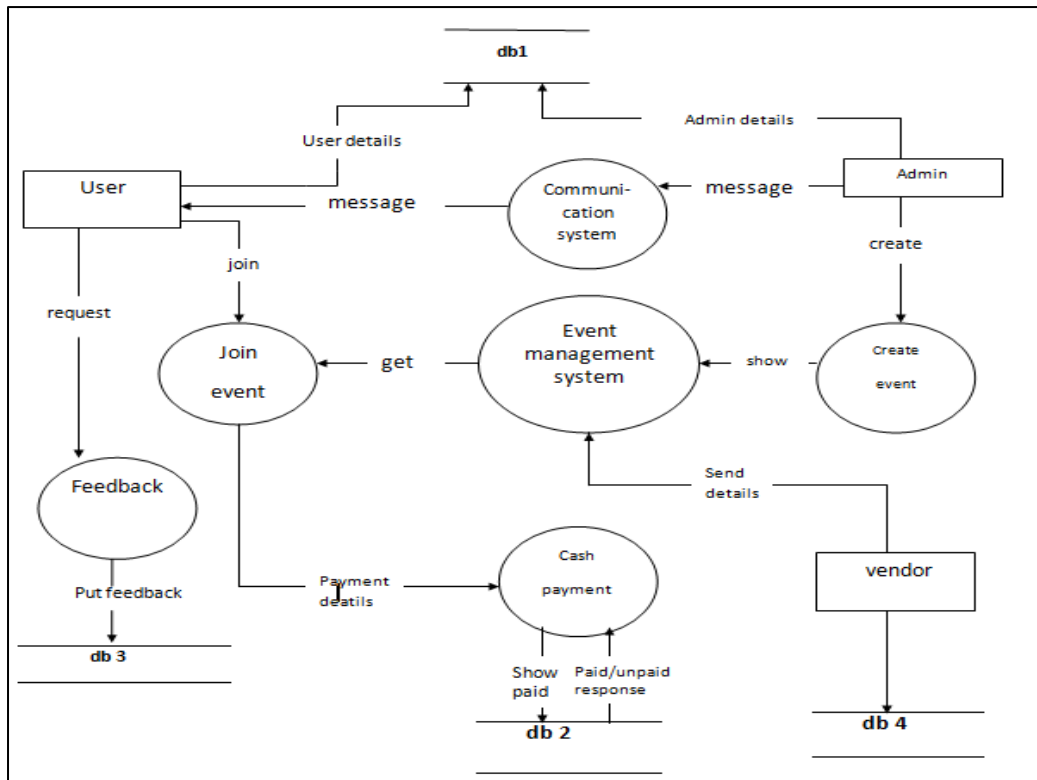 db1
User details
Admin details
User
Communi-
cation
system
Admin
message
message
join
create
request
Join
event
get
Event
management
system
show
Create
event
Feedback
Send
details
Put feedback
Payment
deatils
Cash
payment
vendor
db 3
Show
paid
Paid/unpaid
response
db 2
db 4